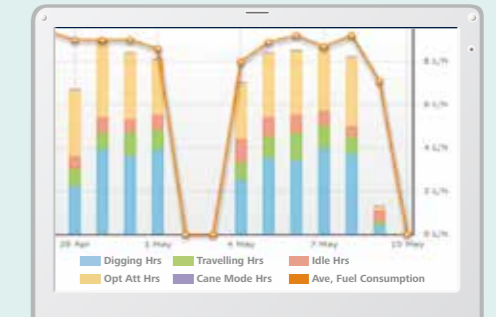 8 L/h
6 L/h
4 L/h
2 L/h
0 L/h
28 Apr 1 May 4 May 7 May 10 May
Digging Hrs Travelling Hrs Idle Hrs
Opt Att Hrs Cane Mode Hrs Ave, Fuel Consumption